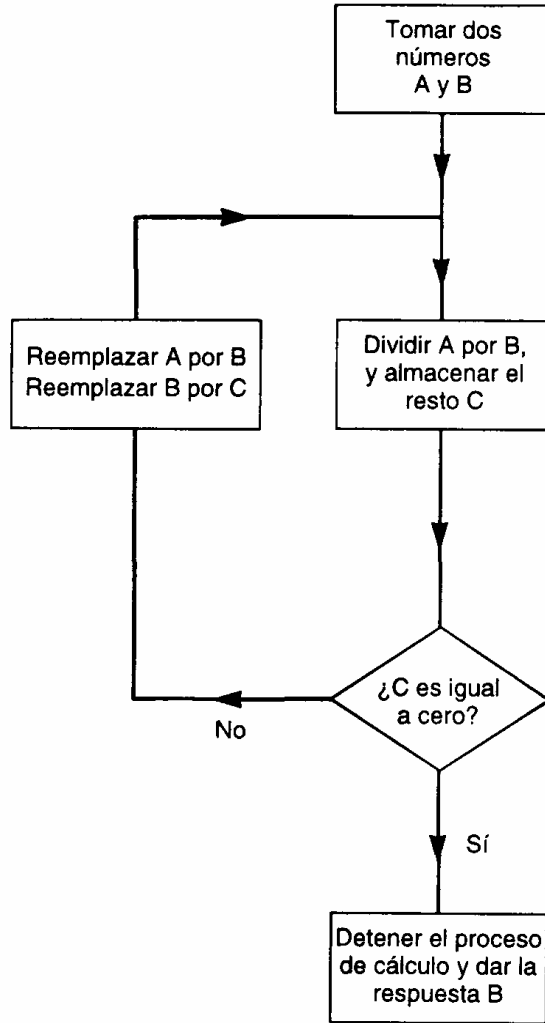 Tomar dos
números
A y B
Reemplazar A por B
Reemplazar B por C
Dividir A por B,
y almacenar el
resto C
¿C es igual
a cero?
No
Sí
Detener el proceso
de cálculo y dar la
respuesta B